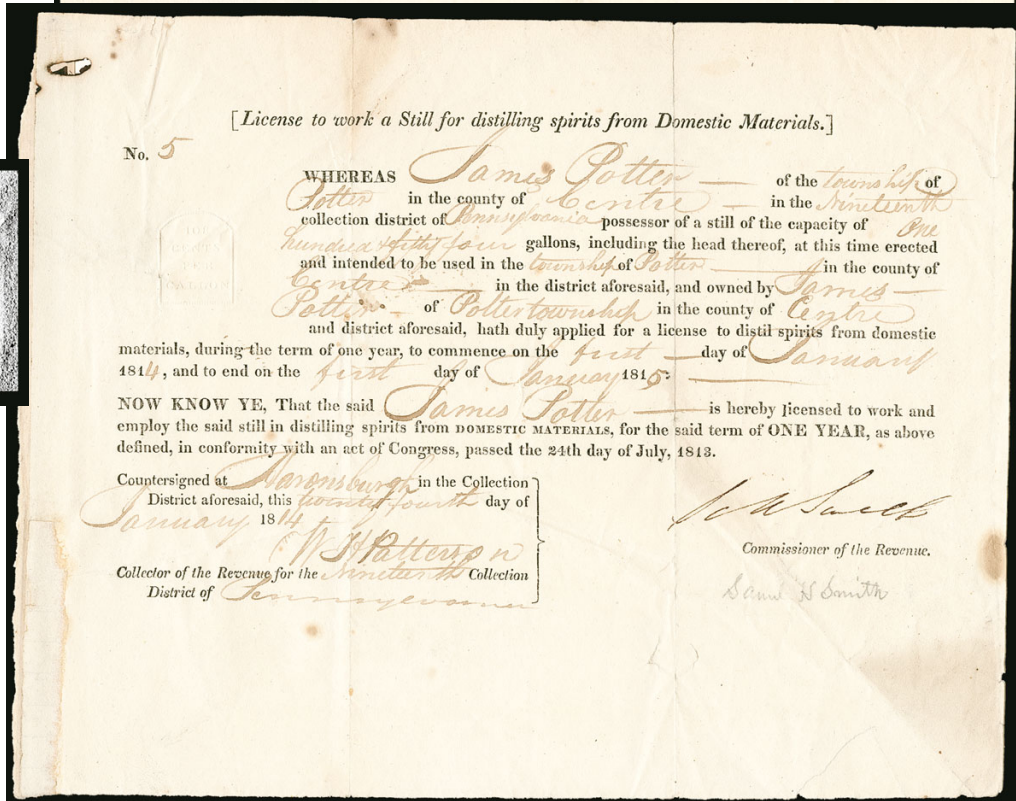 [License to work a Still for distilling spirits from Domestic Materials.]
No. 5
WHEREAS James Potter of the township of
Potter in the county of Centre in the Nineteenth
collection district of Pennsylvania possessor of a still of the capacity of One
hundred & fifty four gallons, including the head thereof, at this time erected
and intended to be used in the township of Potter in the county of
Centre in the district aforesaid, and owned by James
Potter of Potter township in the county of Centre
and district aforesaid, hath duly applied for a license to distil spirits from domestic
materials, during the term of one year, to commence on the first day of January
1814, and to end on the first day of January 1815:
NOW KNOW YE, That the said James Potter is hereby licensed to work and
employ the said still in distilling spirits from DOMESTIC MATERIALS, for the said term of ONE YEAR, as above
defined, in conformity with an act of Congress, passed the 24th day of July, 1813.
Countersigned at Aaronsburgh in the Collection
District aforesaid, this twenty fourth day of
January 1814
Patterson
Collector of the Revenue for the Nineteenth Collection
District of Pennsylvania
Commissioner of the Revenue.
Saml H Smith